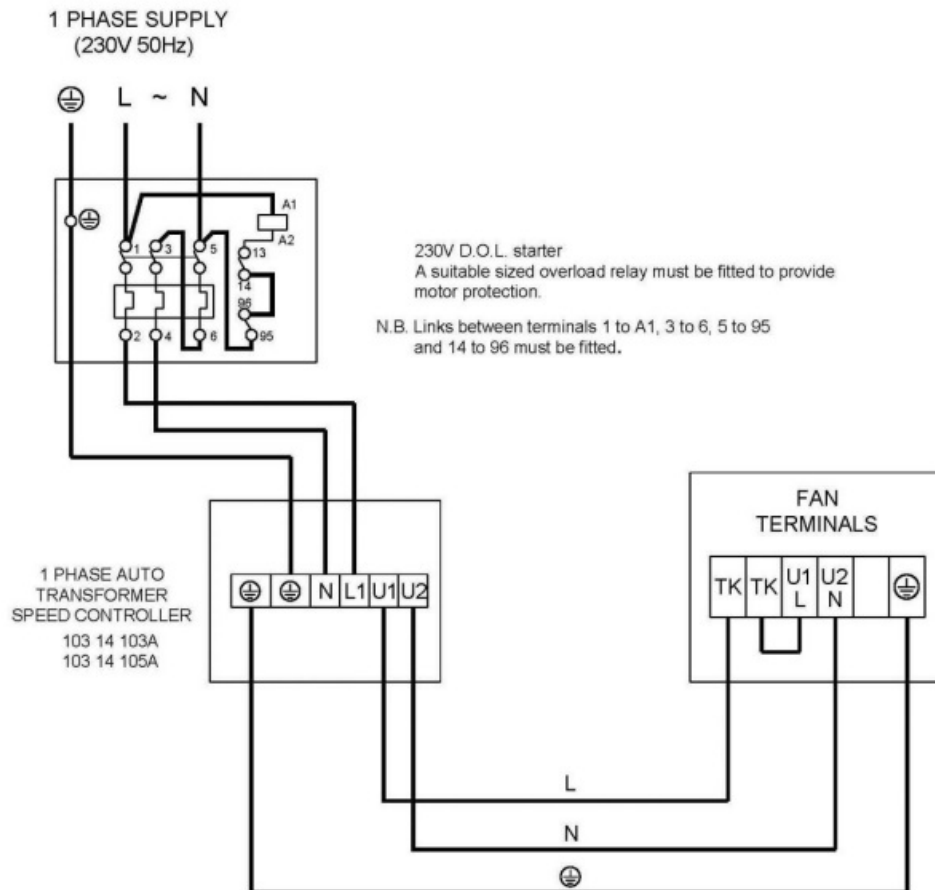 1 PHASE SUPPLY
(230V 50Hz)
L ~ N
A1
A2
1 3 5 13
14
96
2 4 6 95
230V D.O.L. starter
A suitable sized overload relay must be fitted to provide
motor protection.
N.B. Links between terminals 1 to A1, 3 to 6, 5 to 95
and 14 to 96 must be fitted.
1 PHASE AUTO
TRANSFORMER
SPEED CONTROLLER
103 14 103A
103 14 105A
N L1 U1 U2
FAN
TERMINALS
TK TK U1 U2
L N
L
N